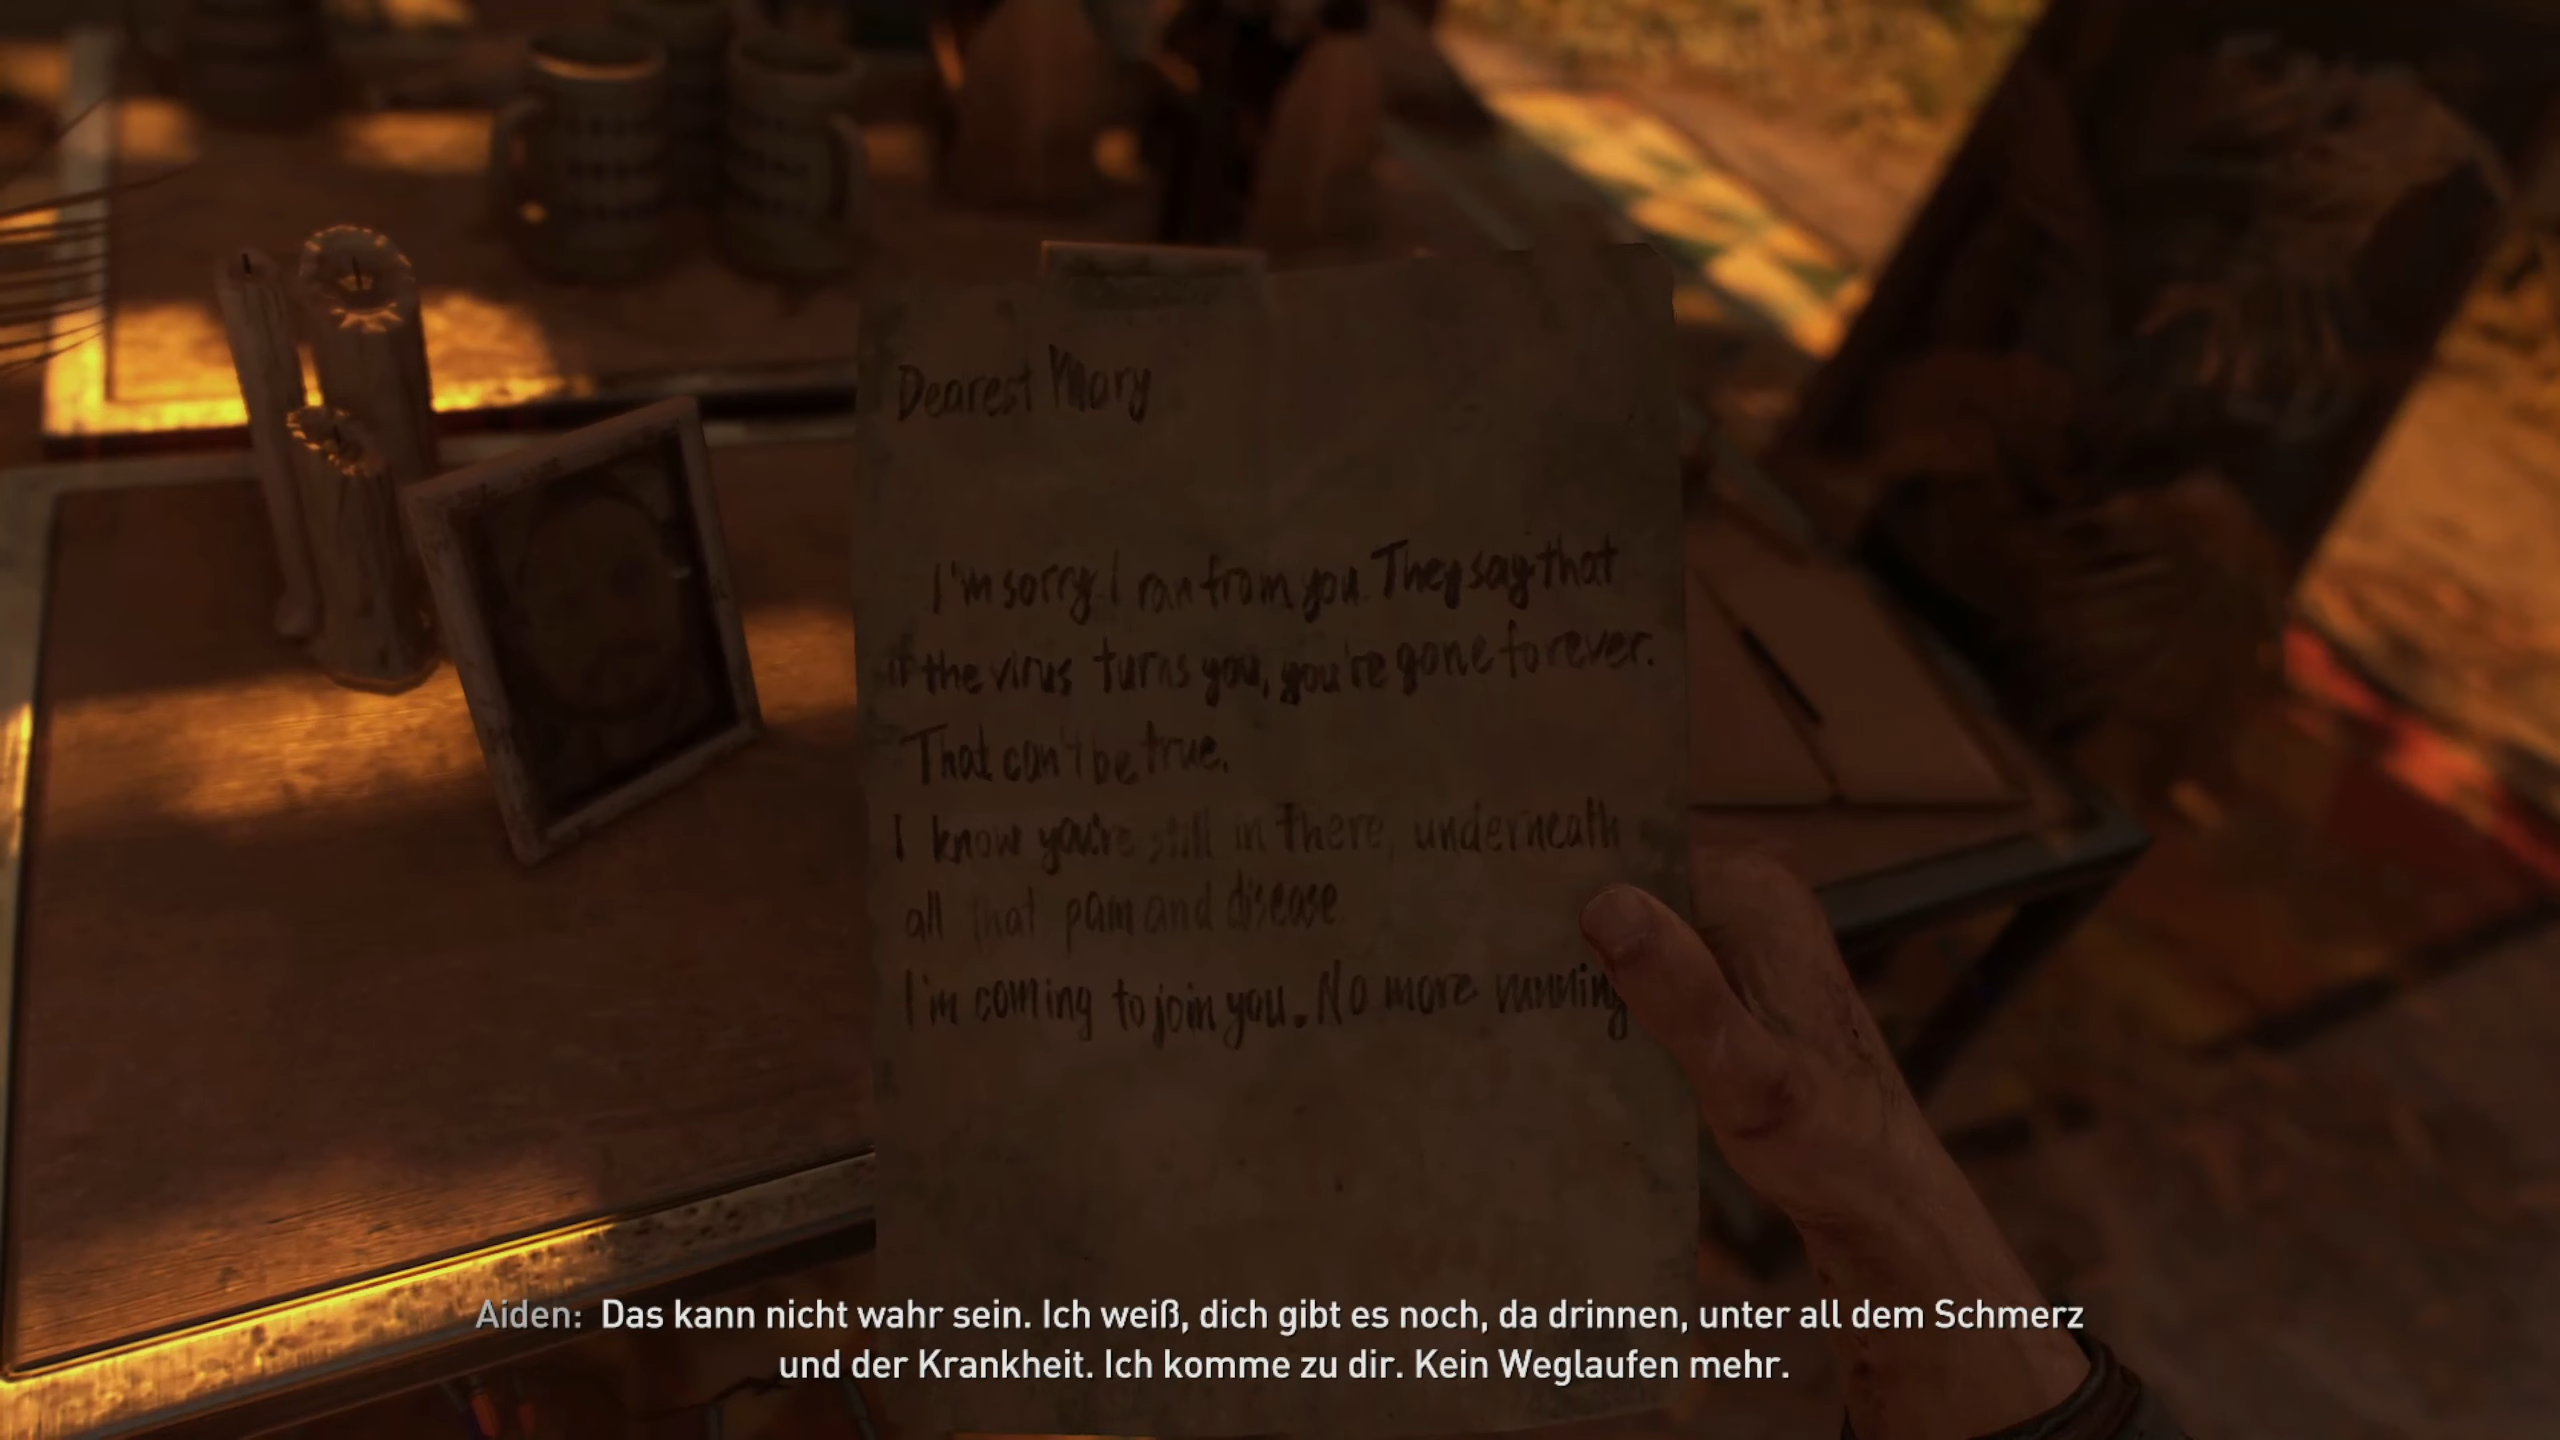 Dearest Mary
I'm sorry I ran from you. They say that
if the virus turns you, you're gone forever.
That can't be true.
I know you're still in there, underneath
all that pain and disease
I'm coming to join you. No more running
Aiden: Das kann nicht wahr sein. Ich weiß, dich gibt es noch, da drinnen, unter all dem Schmerz
und der Krankheit. Ich komme zu dir. Kein Weglaufen mehr.